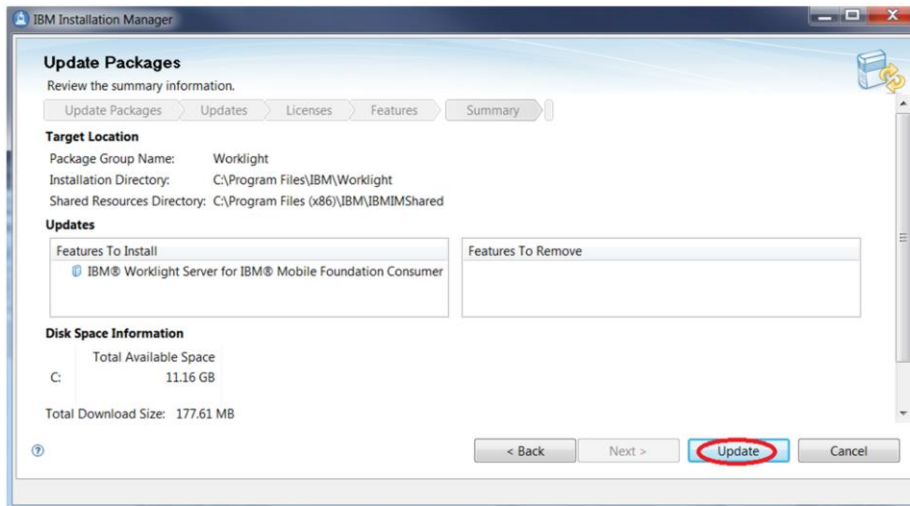 IBM Installation Manager
Update Packages
Review the summary information.
Update Packages Updates Licenses Features Summary
Target Location
Package Group Name: Worklight
Installation Directory: C:\Program Files\IBM\Worklight
Shared Resources Directory: C:\Program Files (x86)\IBM\IBMIMShared
Updates
Features To Install Features To Remove
IBM® Worklight Server for IBM® Mobile Foundation Consumer
Disk Space Information
Total Available Space
C: 11.16 GB
Total Download Size: 177.61 MB
? < Back Next > Update Cancel